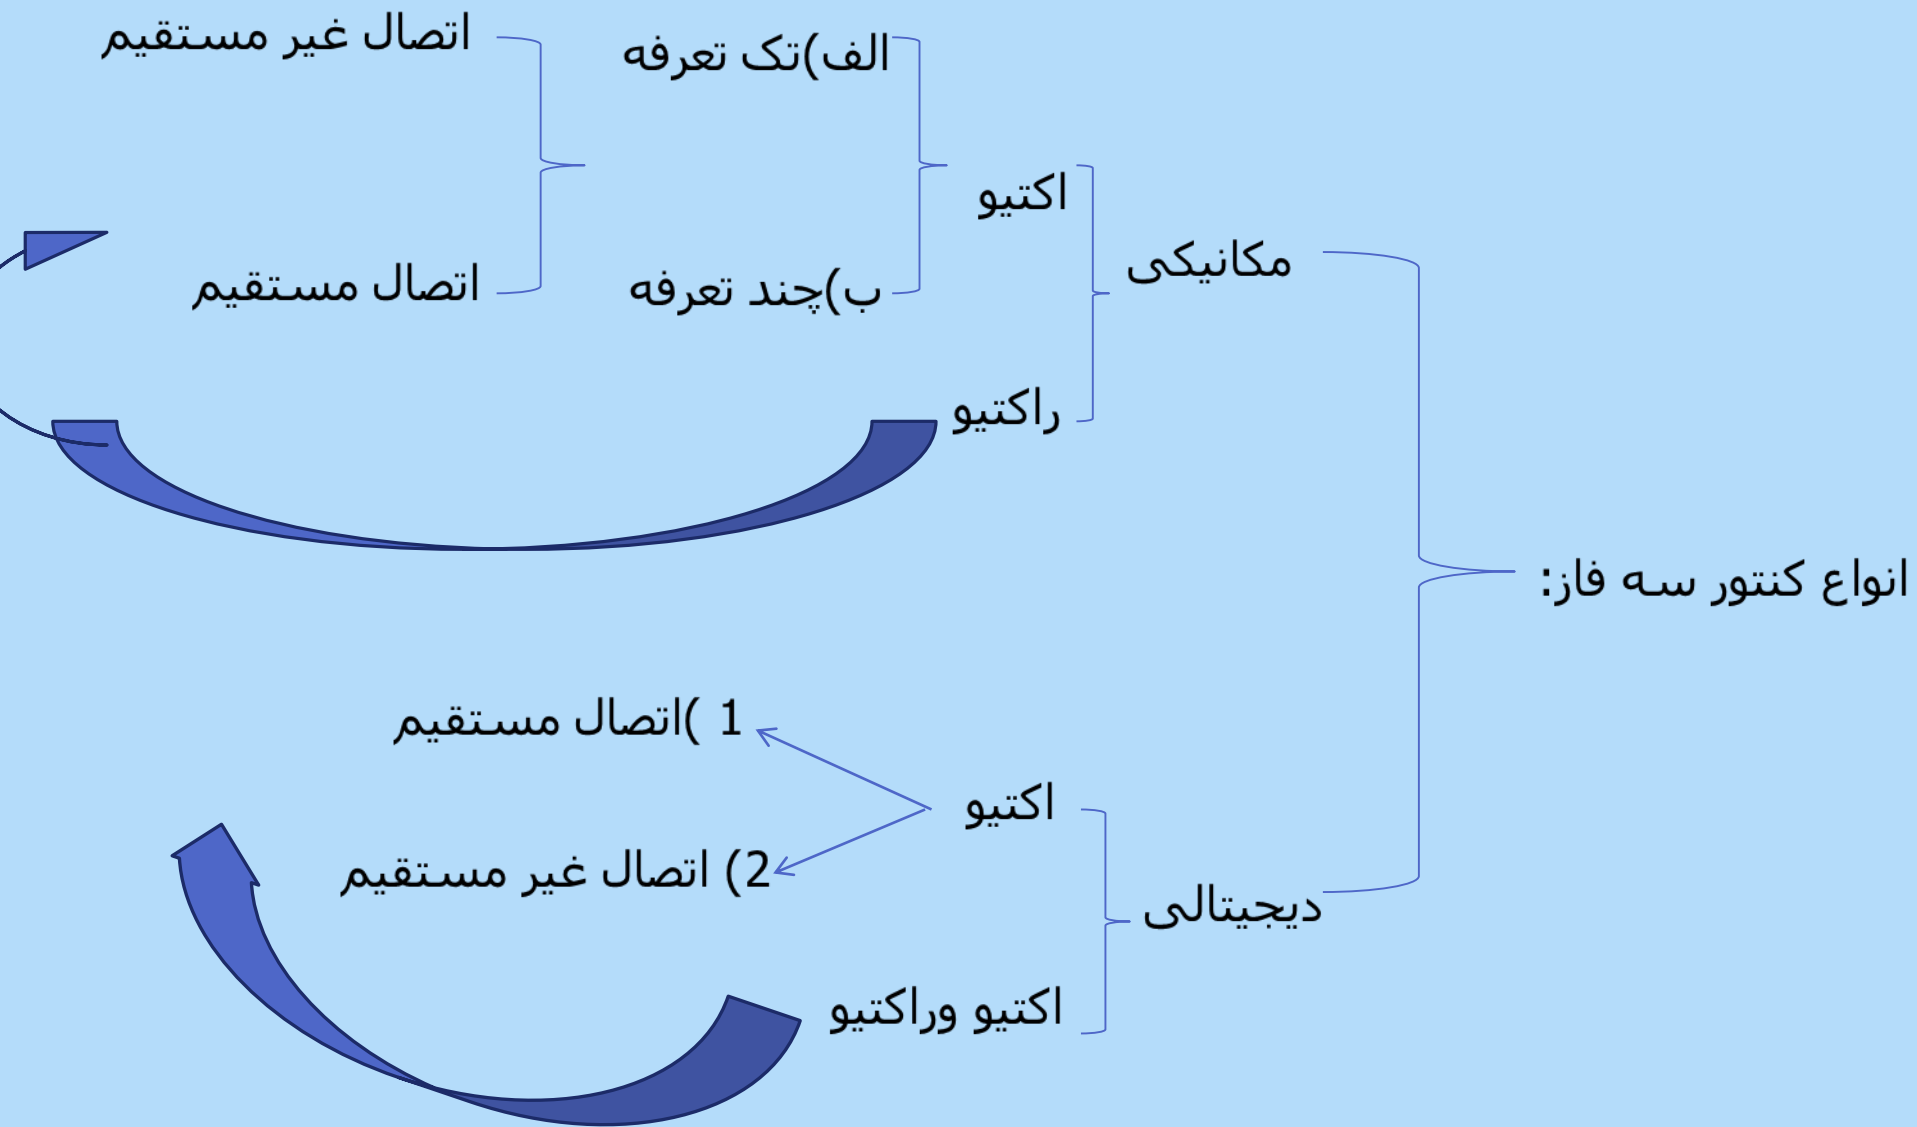 انواع کنتور سه فاز:
مکانیکی
اکتیو
الف)تک تعرفه
اتصال غیر مستقیم
ب)چند تعرفه
اتصال مستقیم
راکتیو
دیجیتالی
اکتیو
1 )اتصال مستقیم
2) اتصال غیر مستقیم
اکتیو وراکتیو